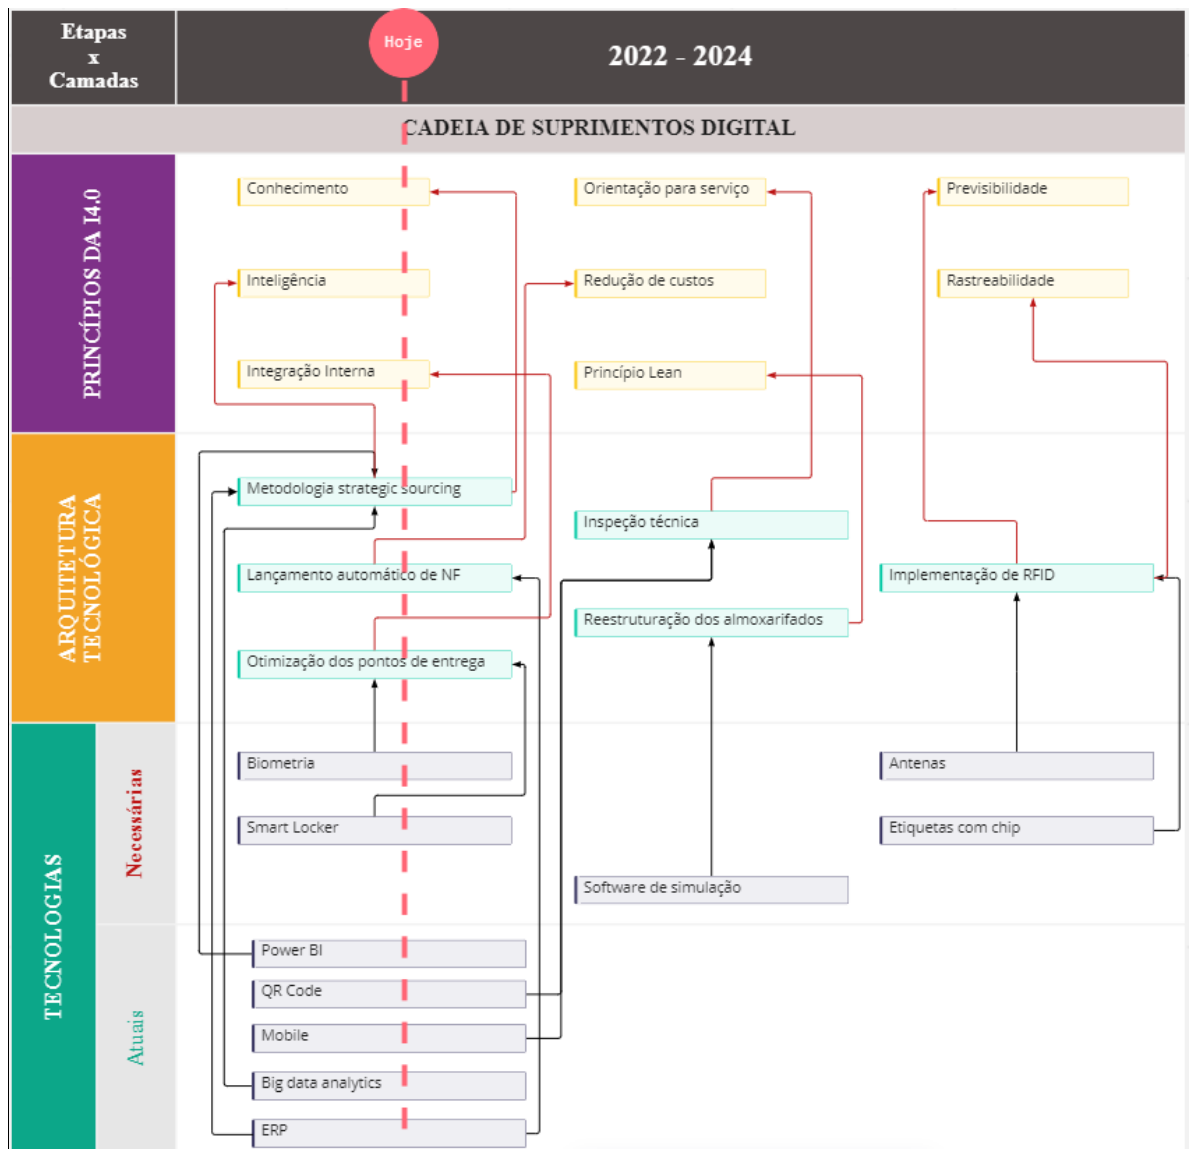 Etapas
x
Camadas
Hoje
2022 - 2024
CADEIA DE SUPRIMENTOS DIGITAL
PRINCÍPIOS DA I4.0
Conhecimento
Orientação para serviço
Previsibilidade
Inteligência
Redução de custos
Rastreabilidade
Integração Interna
Princípio Lean
ARQUITETURA
TECNOLÓGICA
Metodologia strategic sourcing
Inspeção técnica
Lançamento automático de NF
Implementação de RFID
Reestruturação dos almoxarifados
Otimização dos pontos de entrega
TECNOLOGIAS
Necessárias
Biometria
Antenas
Smart Locker
Etiquetas com chip
Software de simulação
Atuais
Power BI
QR Code
Mobile
Big data analytics
ERP